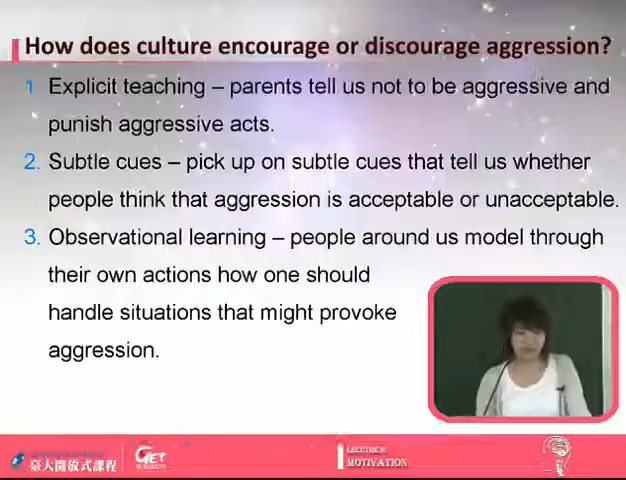 How does culture encourage or discourage aggression?
1 Explicit teaching – parents tell us not to be aggressive and
punish aggressive acts.
2. Subtle cues – pick up on subtle cues that tell us whether
people think that aggression is acceptable or unacceptable.
3. Observational learning – people around us model through
their own actions how one should
handle situations that might provoke
aggression.
臺大開放式課程
GET
LECTURE 8:
MOTIVATION